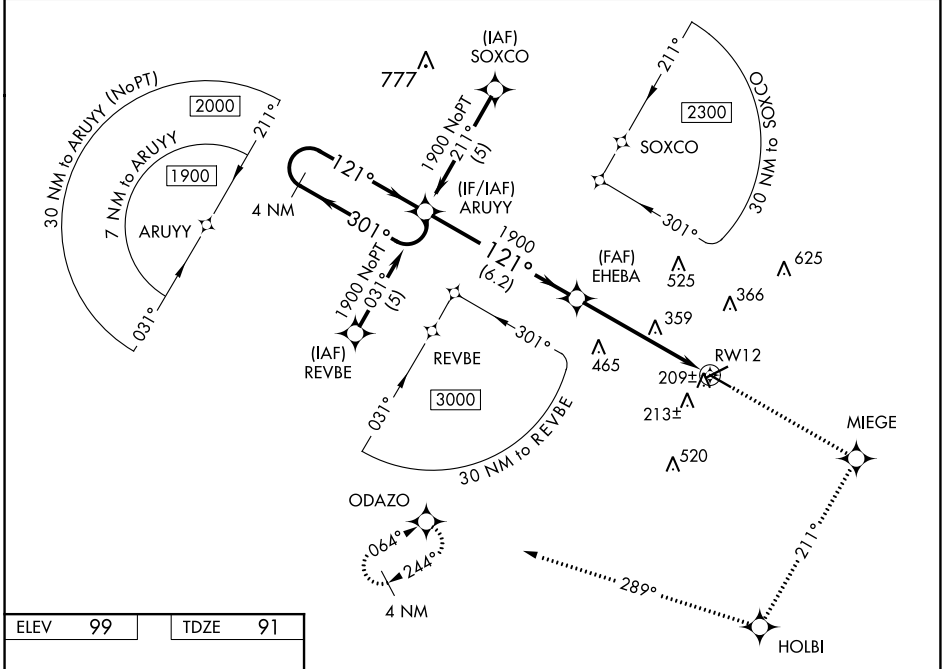 (IAF)
SOXCO
777
1900 NoPT
211°
(5)
30 NM to ARUYY (NoPT)
2000
7 NM to ARUYY
1900
211°
ARUYY
031°
121°
4 NM
301°
(IF/IAF)
ARUYY
1900
121°
(6.2)
(FAF)
EHEBA
1900 NoPT
031°
(5)
(IAF)
REVBE
211°
2300
SOXCO
30 NM to SOXCO
301°
525
625
366
359
465
RW12
209±
213±
520
301°
REVBE
3000
031°
30 NM to REVBE
MIEGE
211°
ODAZO
064°
244°
4 NM
289°
HOLBI
ELEV 99
TDZE 91